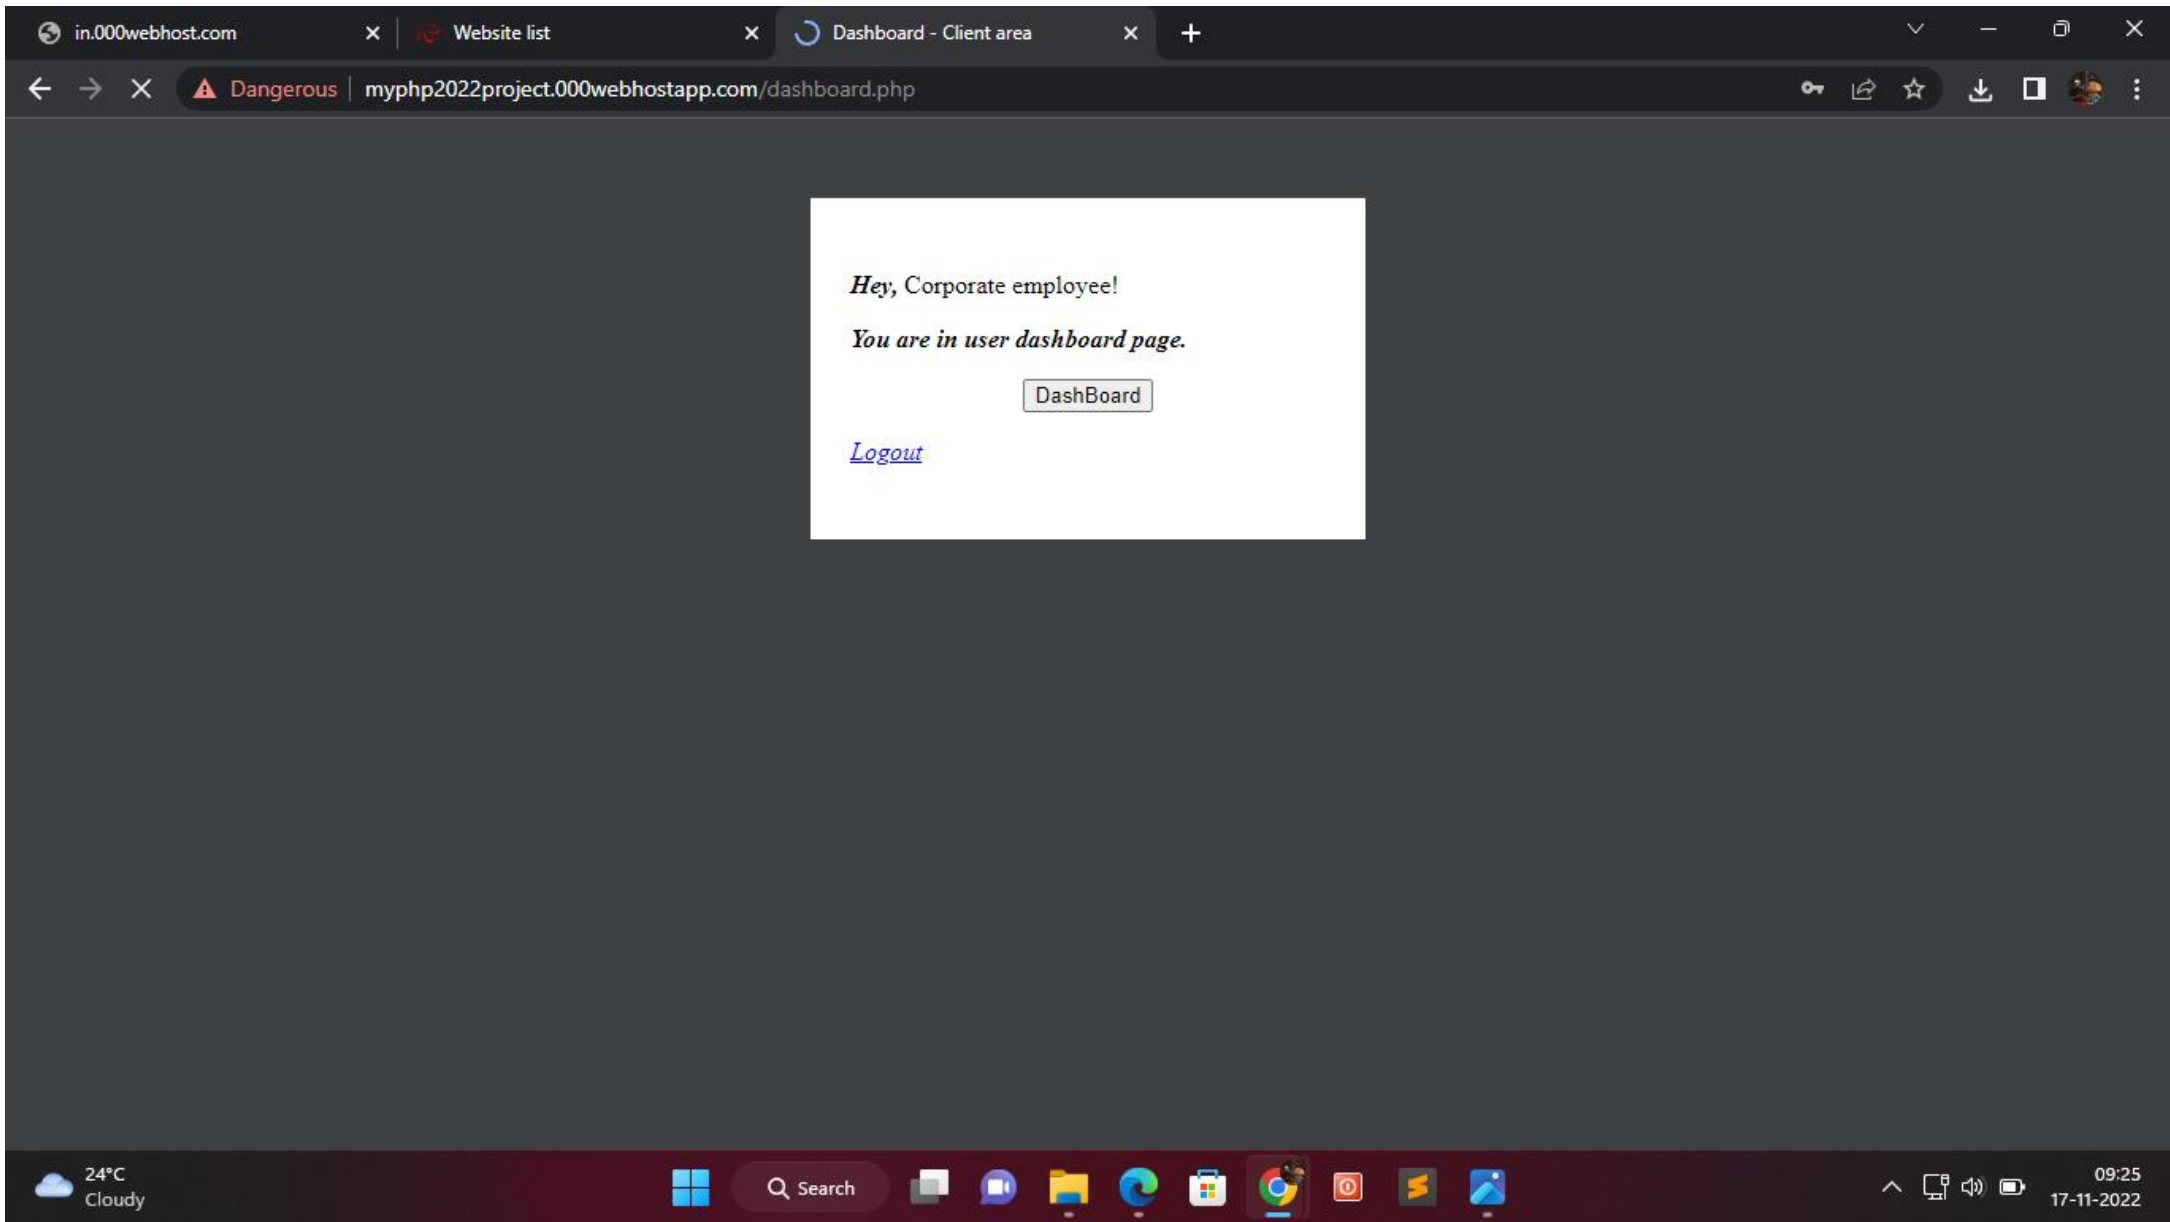 in.000webhost.com
Website list
Dashboard - Client area
Dangerous
myphp2022project.000webhostapp.com/dashboard.php
Hey, Corporate employee!
You are in user dashboard page.
DashBoard
Logout
24°C
Cloudy
Search
09:25
17-11-2022